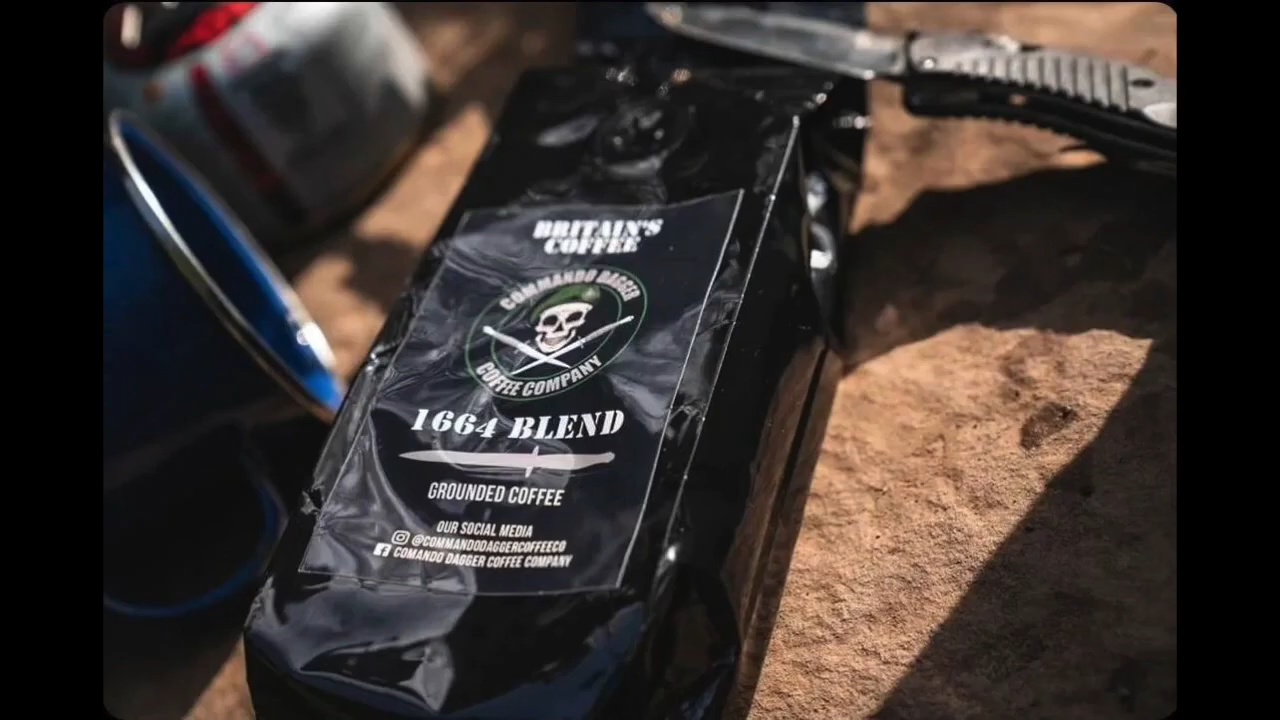 BRITAIN'S
COFFEE
COMMANDO DAGGER
COFFEE COMPANY
1664 BLEND
GROUNDED COFFEE
OUR SOCIAL MEDIA
@COMMANDODAGGERCOFFEECO
COMANDO DAGGER COFFEE COMPANY